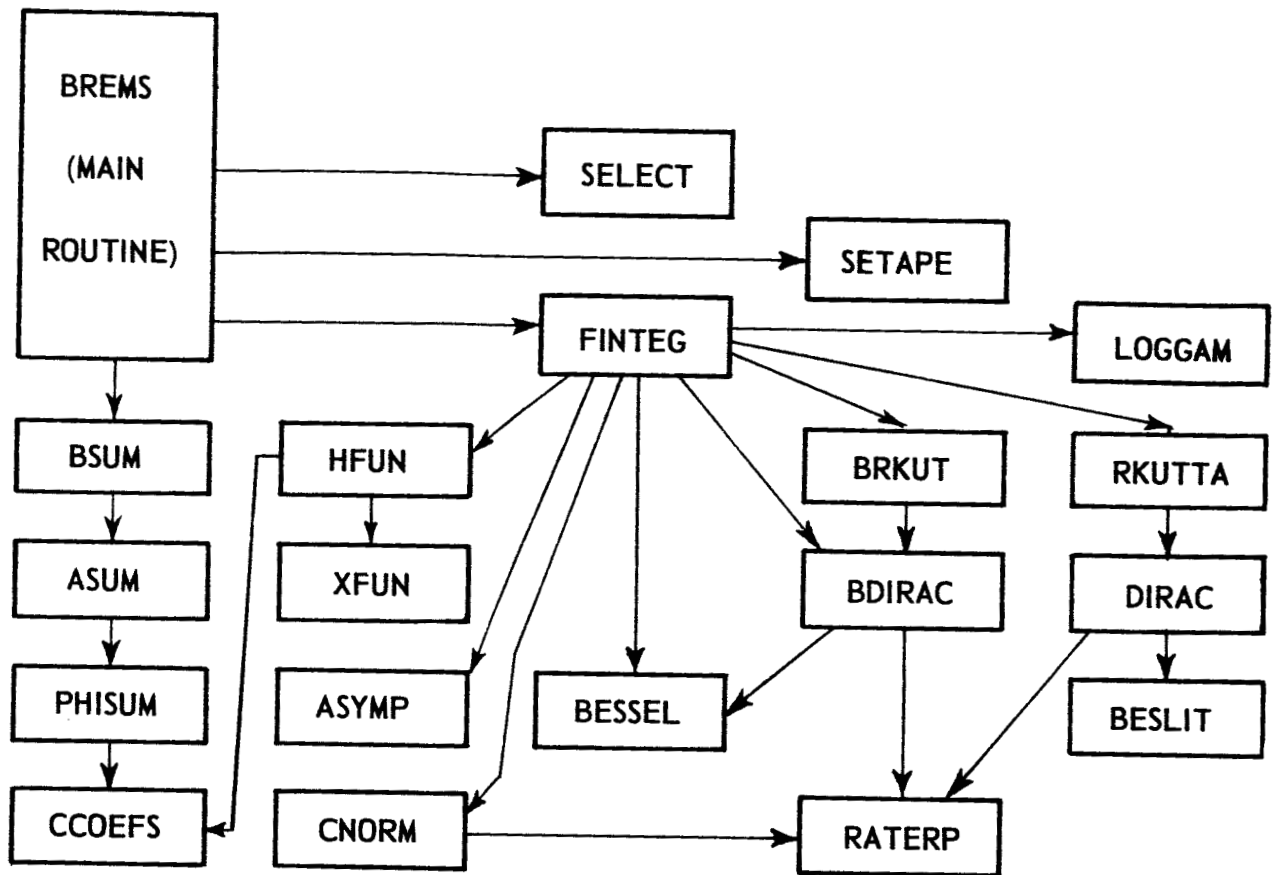 BREMS
(MAIN
ROUTINE)
SELECT
SETAPE
FINTEG
LOGGAM
BSUM
HFUN
BRKUT
RKUTTA
ASUM
XFUN
BDIRAC
DIRAC
PHISUM
ASYMP
BESSEL
BESLIT
CCOEFS
CNORM
RATERP